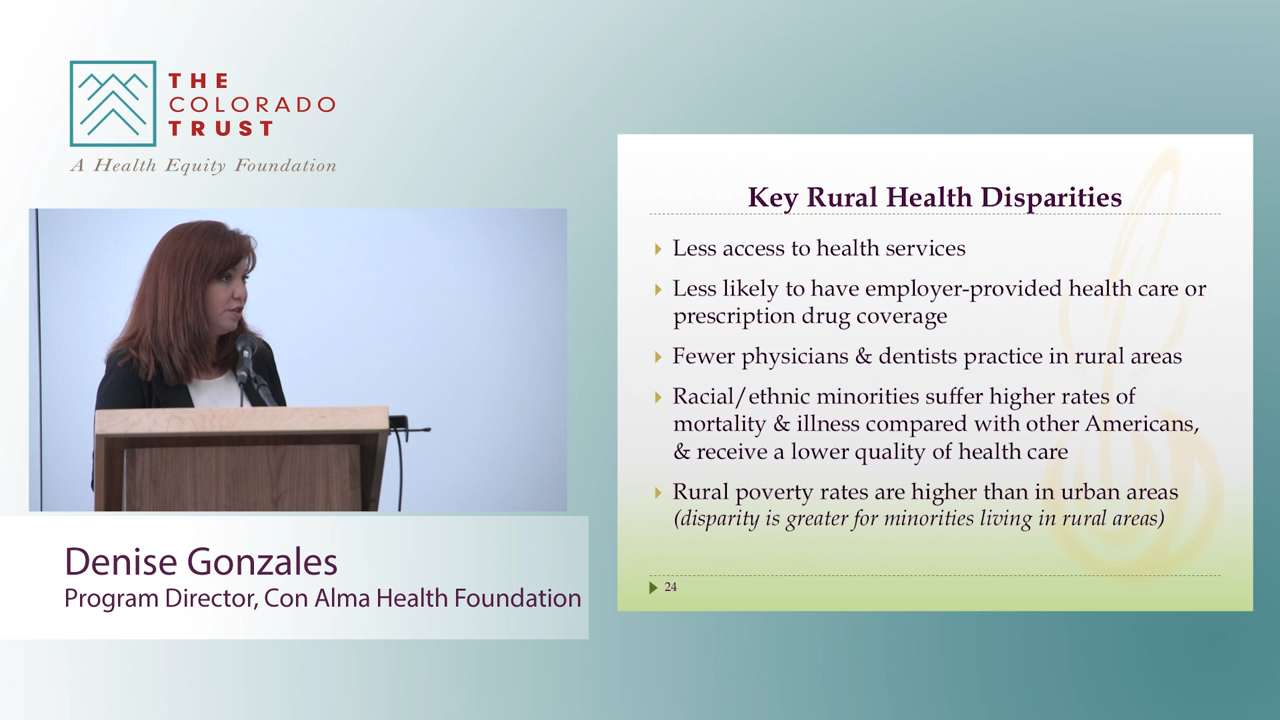 THE
COLORADO
TRUST
A Health Equity Foundation
Denise Gonzales
Program Director, Con Alma Health Foundation
Key Rural Health Disparities
Less access to health services
Less likely to have employer-provided health care or
prescription drug coverage
Fewer physicians & dentists practice in rural areas
Racial/ethnic minorities suffer higher rates of
mortality & illness compared with other Americans,
& receive a lower quality of health care
Rural poverty rates are higher than in urban areas
(disparity is greater for minorities living in rural areas)
24